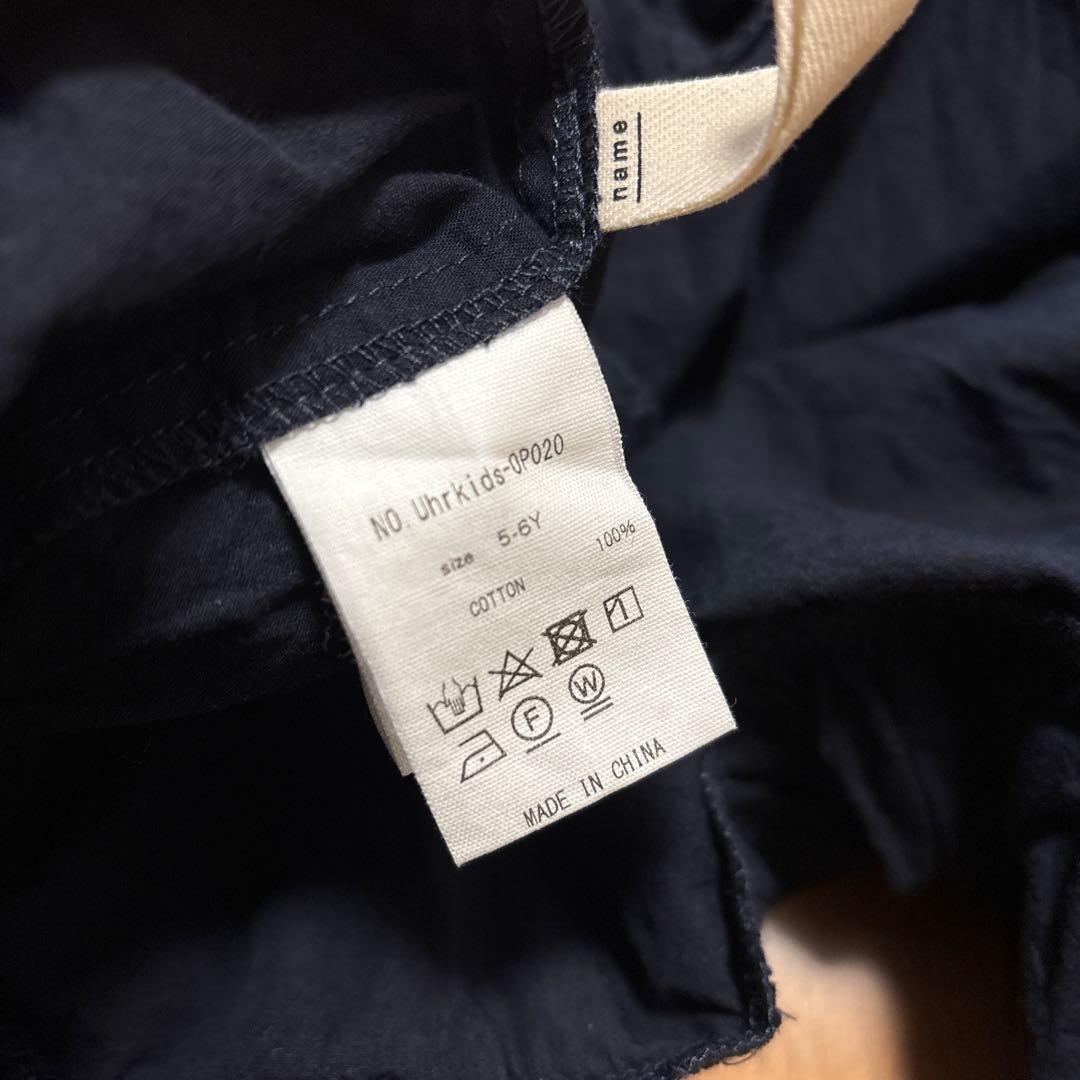 name
NO. Uhrkids-OP020
size 5-6Y
COTTON 100%
F W
MADE IN CHINA